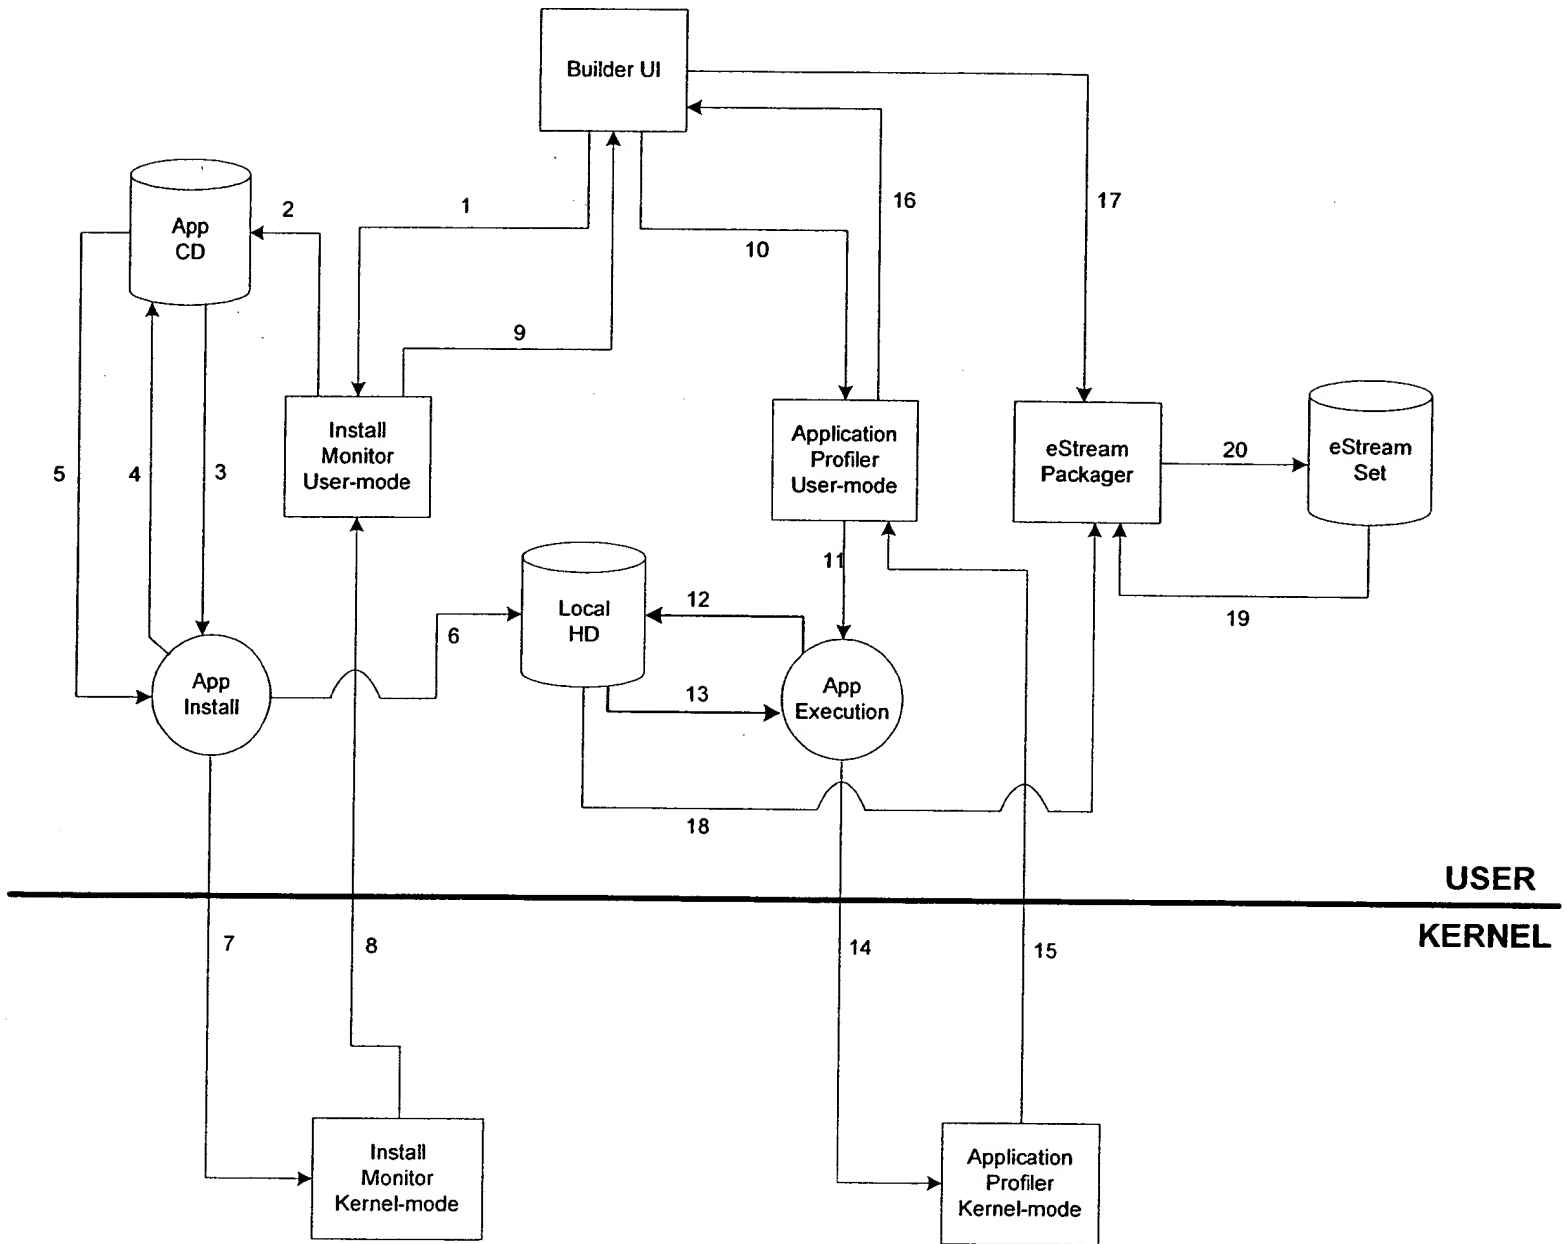 Builder UI
16
17
App
CD
2
1
10
9
5
4
3
Install
Monitor
User-mode
Application
Profiler
User-mode
eStream
Packager
20
eStream
Set
11
Local
HD
12
6
19
App
Install
13
App
Execution
18
USER
KERNEL
7
8
14
15
Install
Monitor
Kernel-mode
Application
Profiler
Kernel-mode